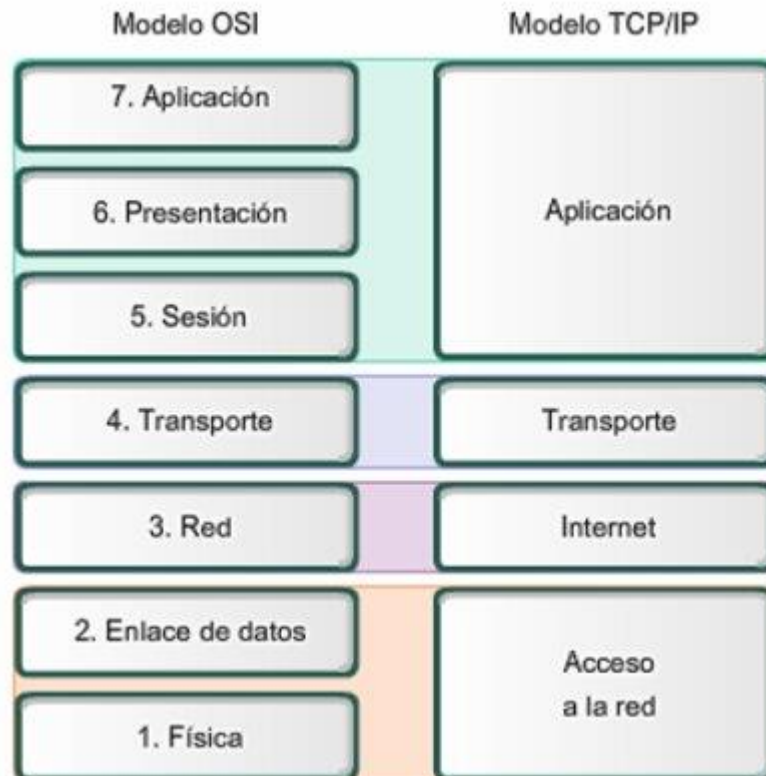 Modelo OSI
Modelo TCP/IP
7. Aplicación
6. Presentación
5. Sesión
Aplicación
4. Transporte
Transporte
3. Red
Internet
2. Enlace de datos
1. Física
Acceso
a la red